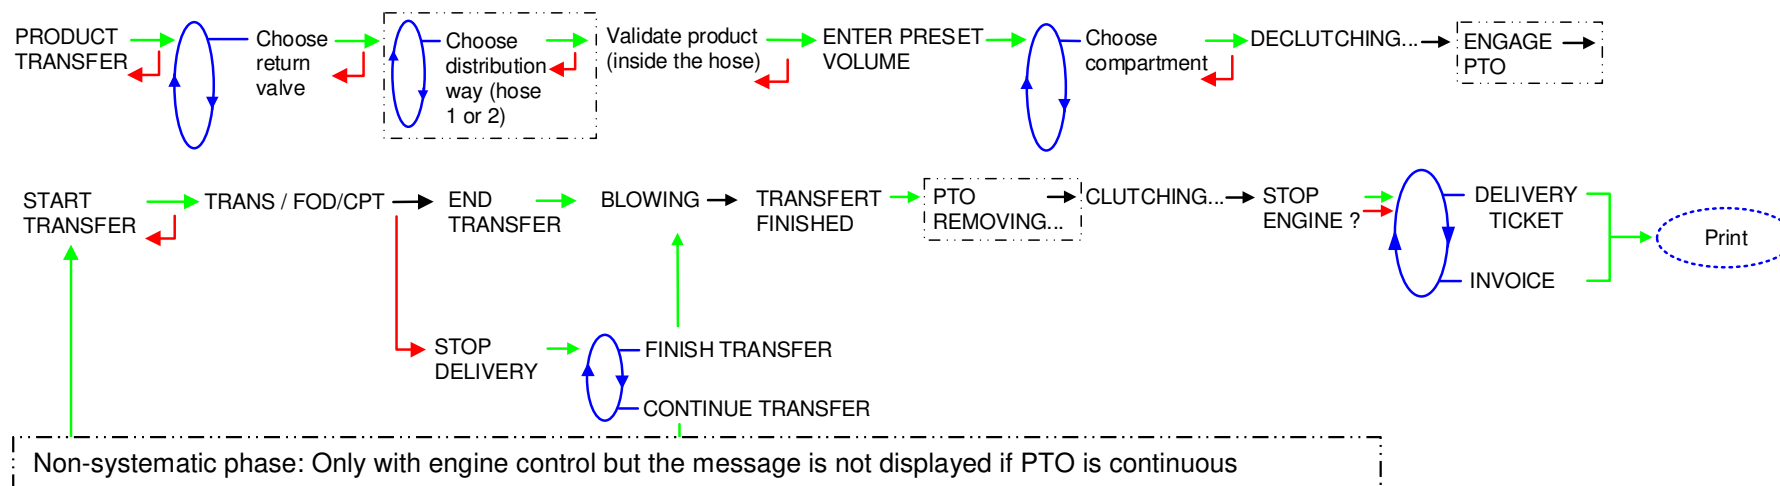 PRODUCT
TRANSFER
Choose
return
valve
Choose
distribution
way (hose
1 or 2)
Validate product
(inside the hose)
ENTER PRESET
VOLUME
Choose
compartment
DECLUTCHING...
ENGAGE
PTO
START
TRANSFER
TRANS / FOD/CPT
END
TRANSFER
BLOWING
TRANSFERT
FINISHED
PTO
REMOVING...
CLUTCHING...
STOP
ENGINE ?
DELIVERY
TICKET
INVOICE
Print
STOP
DELIVERY
FINISH TRANSFER
CONTINUE TRANSFER
Non-systematic phase: Only with engine control but the message is not displayed if PTO is continuous